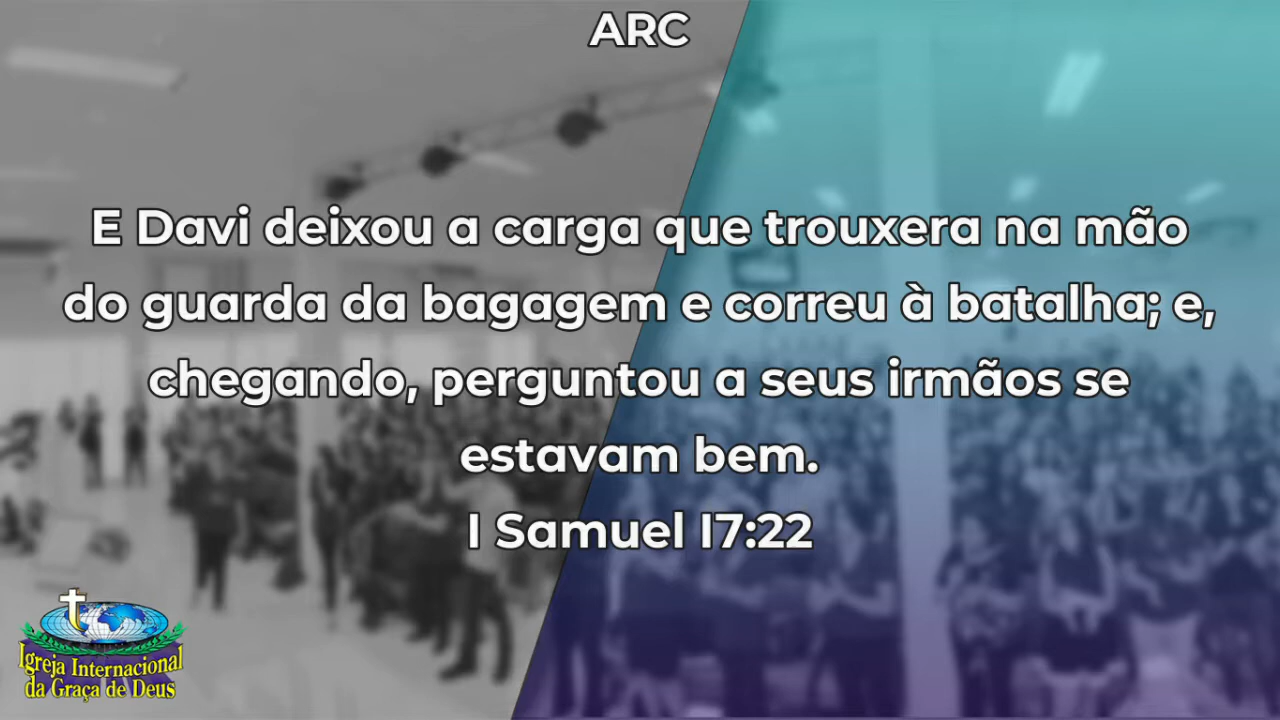 ARC
E Davi deixou a carga que trouxera na mão
do guarda da bagagem e correu à batalha; e,
chegando, perguntou a seus irmãos se
estavam bem.
I Samuel 17:22
Igreja Internacional
da Graça de Deus